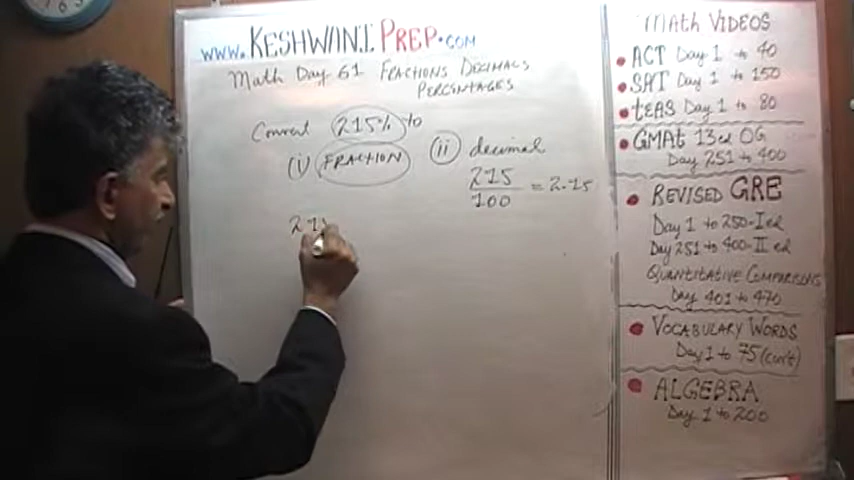 www.KESHWANI PREP.COM
Math Day 61 FRACTIONS DECIMALS
PERCENTAGES
Convert 215% to
(i) FRACTION
(ii) decimal
215
100
= 2.15
21
MATH VIDEOS
ACT Day 1 to 40
SAT Day 1 to 150
tEAS Day 1 to 80
GMAt 13ed OG
Day 251 to 400
REVISED GRE
Day 1 to 250-I ed
Day 251 to 400-II ed
QUANTITATIVE COMPARISONS
Day 401 to 470
VOCABULARY WORDS
Day 1 to 75 (con't)
ALGEBRA
Day 1 to 200